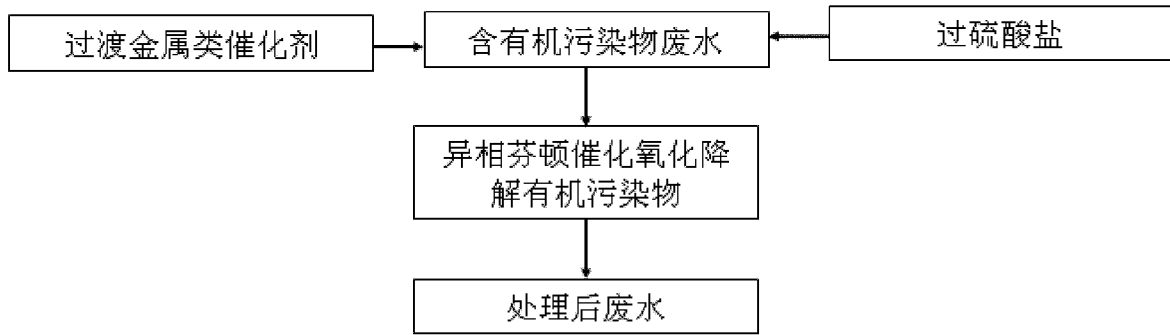 过渡金属类催化剂
含有机污染物废水
过硫酸盐
异相芬顿催化氧化降
解有机污染物
处理后废水